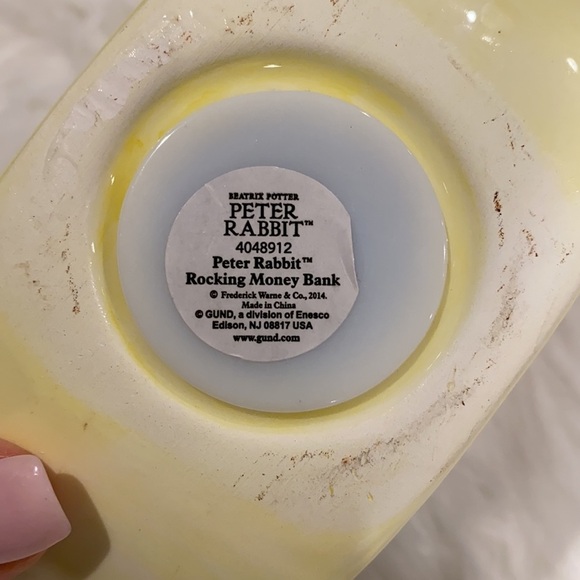 BEATRIX POTTER
PETER
RABBIT™
4048912
Peter Rabbit™
Rocking Money Bank
© Frederick Warne & Co., 2014.
Made in China
© GUND, a division of Enesco
Edison, NJ 08817 USA
www.gund.com